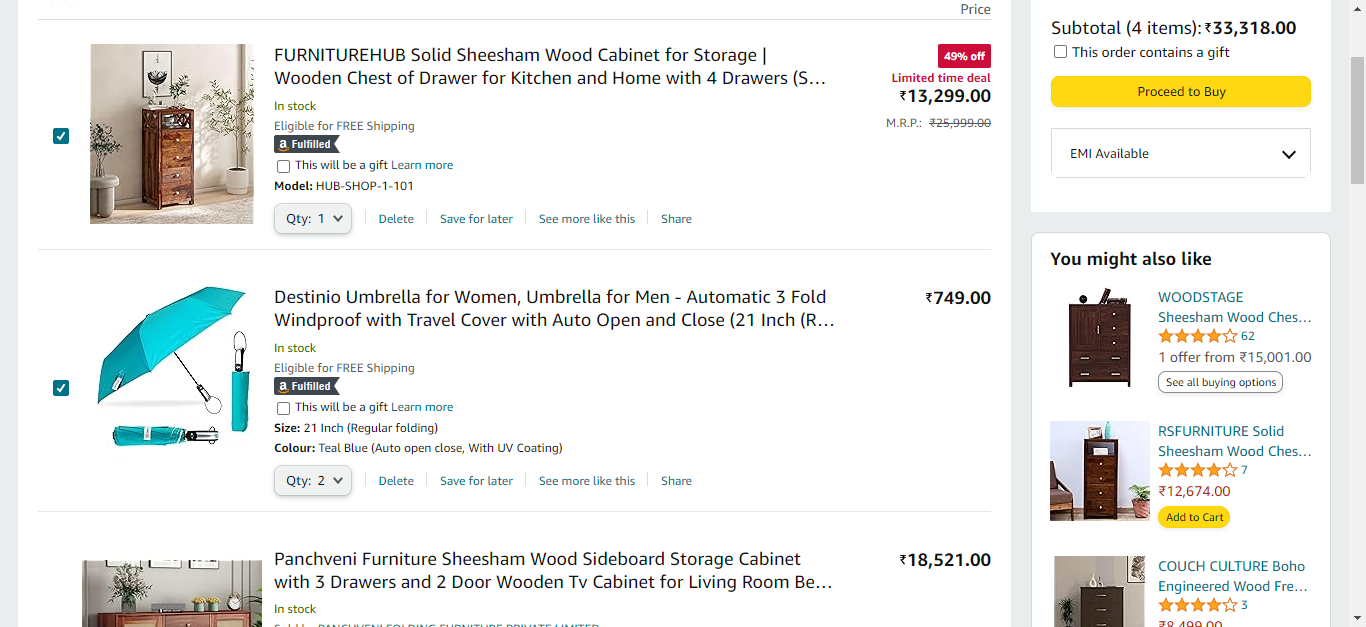 Price
FURNITUREHUB Solid Sheesham Wood Cabinet for Storage |
Wooden Chest of Drawer for Kitchen and Home with 4 Drawers (S...
In stock
Eligible for FREE Shipping
a Fulfilled
This will be a gift Learn more
Model: HUB-SHOP-1-101
Qty: 1
Delete
Save for later
See more like this
Share
49% off
Limited time deal
₹13,299.00
M.R.P.: ₹25,999.00
Destinio Umbrella for Women, Umbrella for Men - Automatic 3 Fold
Windproof with Travel Cover with Auto Open and Close (21 Inch (R...
In stock
Eligible for FREE Shipping
a Fulfilled
This will be a gift Learn more
Size: 21 Inch (Regular folding)
Colour: Teal Blue (Auto open close, With UV Coating)
Qty: 2
Delete
Save for later
See more like this
Share
₹749.00
Panchveni Furniture Sheesham Wood Sideboard Storage Cabinet
with 3 Drawers and 2 Door Wooden Tv Cabinet for Living Room Be...
In stock
Sold by PANCHVENI FOLDING FURNITURE PRIVATE LIMITED
₹18,521.00
Subtotal (4 items): ₹33,318.00
This order contains a gift
Proceed to Buy
EMI Available
You might also like
WOODSTAGE
Sheesham Wood Ches...
62
1 offer from ₹15,001.00
See all buying options
RSFURNITURE Solid
Sheesham Wood Ches...
7
₹12,674.00
Add to Cart
COUCH CULTURE Boho
Engineered Wood Fre...
3
₹8,499.00